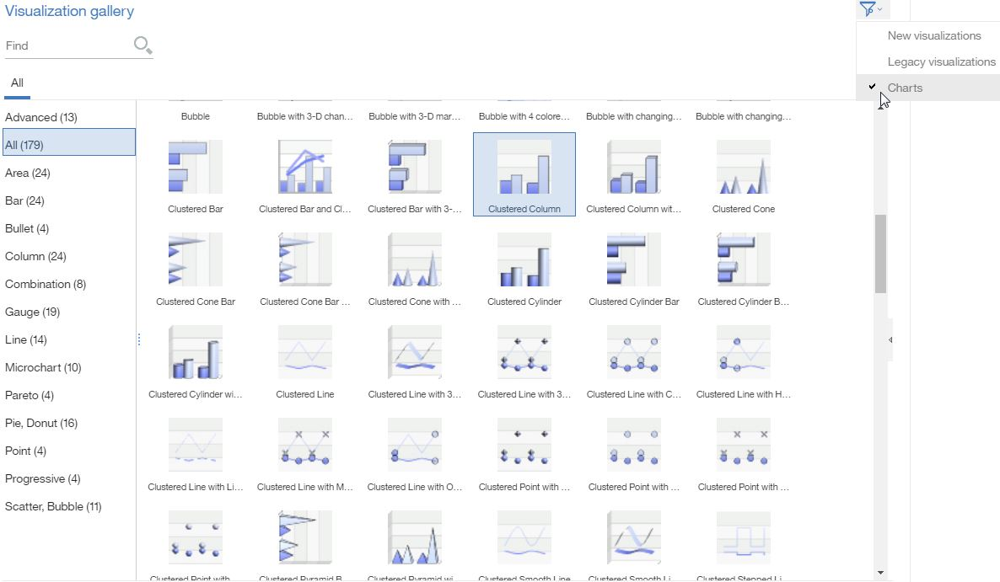 Visualization gallery
Find
New visualizations
Legacy visualizations
Charts
All
Advanced (13)
All (179)
Area (24)
Bar (24)
Bullet (4)
Column (24)
Combination (8)
Gauge (19)
Line (14)
Microchart (10)
Pareto (4)
Pie, Donut (16)
Point (4)
Progressive (4)
Scatter, Bubble (11)
Bubble
Bubble with 3-D chan...
Bubble with 3-D mar...
Bubble with 4 colore...
Bubble with changing...
Bubble with changing...
Clustered Bar
Clustered Bar and Cl...
Clustered Bar with 3-...
Clustered Column
Clustered Column wit...
Clustered Cone
Clustered Cone Bar
Clustered Cone Bar ...
Clustered Cone with ...
Clustered Cylinder
Clustered Cylinder Bar
Clustered Cylinder B...
Clustered Cylinder wi...
Clustered Line
Clustered Line with 3...
Clustered Line with 3...
Clustered Line with C...
Clustered Line with H...
Clustered Line with Li...
Clustered Line with M...
Clustered Line with O...
Clustered Point with ...
Clustered Point with ...
Clustered Point with ...
Clustered Point with
Clustered Pyramid B
Clustered Pyramid wi
Clustered Smooth Line
Clustered Smooth Li
Clustered Stepped Li